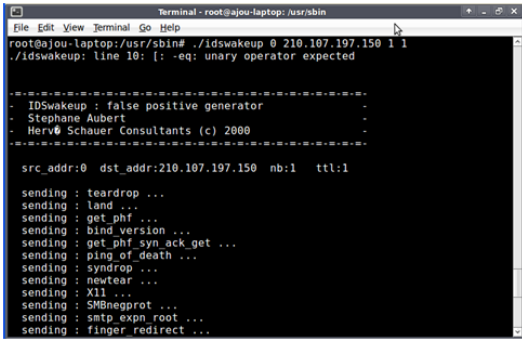 Terminal - root@ajou-laptop: /usr/sbin
File Edit View Terminal Go Help
root@ajou-laptop:/usr/sbin# ./idswakeup 0 210.107.197.150 1 1
./idswakeup: line 10: [: -eq: unary operator expected
-=-=-=-=-=-=-=-=-=-=-=-=-=-=-=-=-=-=-=-=-=-=-=-
- IDSwakeup : false positive generator -
- Stephane Aubert -
- Herv� Schauer Consultants (c) 2000 -
-=-=-=-=-=-=-=-=-=-=-=-=-=-=-=-=-=-=-=-=-=-=-=-
src_addr:0 dst_addr:210.107.197.150 nb:1 ttl:1
sending : teardrop ...
sending : land ...
sending : get_phf ...
sending : bind_version ...
sending : get_phf_syn_ack_get ...
sending : ping_of_death ...
sending : syndrop ...
sending : newtear ...
sending : X11 ...
sending : SMBnegprot ...
sending : smtp_expn_root ...
sending : finger_redirect ...